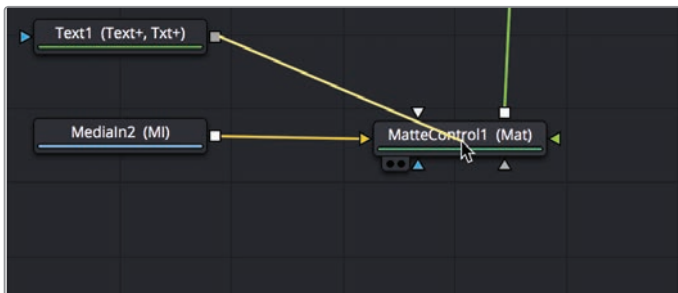 Text1 (Text+, Txt+)
MediaIn2 (MI)
MatteControl1 (Mat)